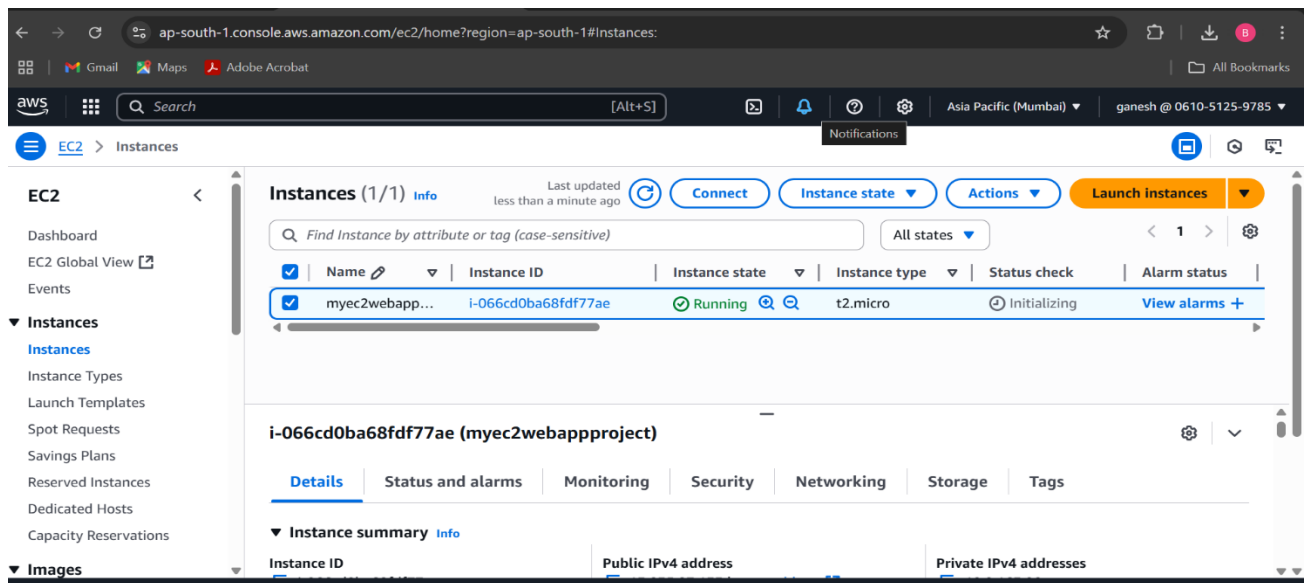 ap-south-1.console.aws.amazon.com/ec2/home?region=ap-south-1#Instances:
B
Gmail Maps Adobe Acrobat All Bookmarks
aws Search [Alt+S] Asia Pacific (Mumbai) ▼ ganesh @ 0610-5125-9785 ▼
Notifications
EC2 > Instances
EC2
Dashboard
EC2 Global View
Events
▼ Instances
Instances
Instance Types
Launch Templates
Spot Requests
Savings Plans
Reserved Instances
Dedicated Hosts
Capacity Reservations
▼ Images
Instances (1/1) Info
Last updated
less than a minute ago
Connect Instance state ▼ Actions ▼ Launch instances ▼
Find Instance by attribute or tag (case-sensitive)
All states ▼
< 1 >
Name Instance ID Instance state Instance type Status check Alarm status
myec2webapp... i-066cd0ba68fdf77ae Running t2.micro Initializing View alarms +
i-066cd0ba68fdf77ae (myec2webappproject)
Details Status and alarms Monitoring Security Networking Storage Tags
▼ Instance summary Info
Instance ID Public IPv4 address Private IPv4 addresses